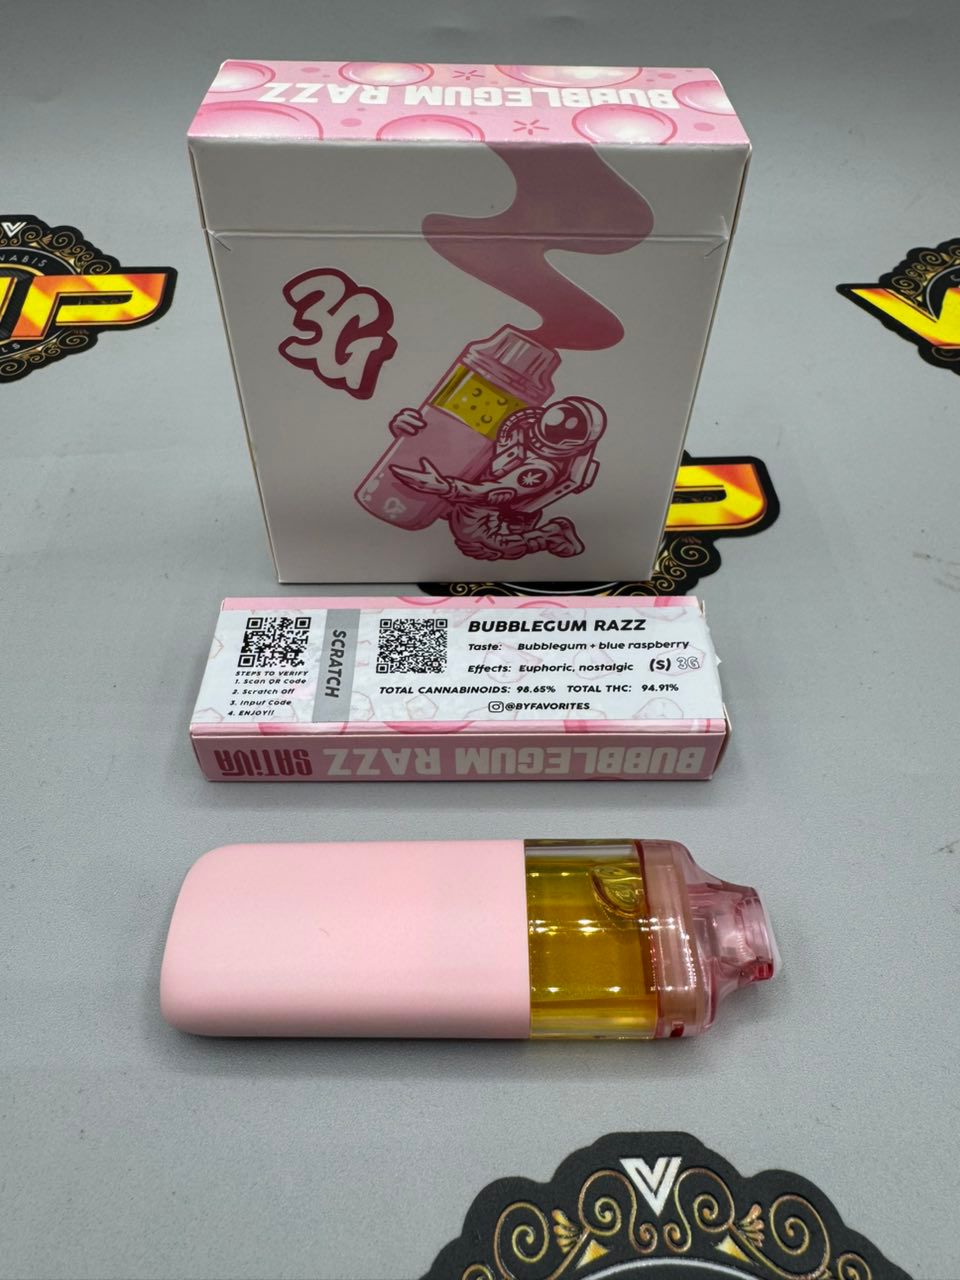 BUBBLEGUM RAZZ
3G
VIP
STEPS TO VERIFY
1. Scan QR Code
2. Scratch Off
3. Input Code
4. ENJOY!!
SCRATCH
BUBBLEGUM RAZZ
Taste: Bubblegum + blue raspberry
Effects: Euphoric, nostalgic (S) 3G
TOTAL CANNABINOIDS: 98.65% TOTAL THC: 94.91%
@BYFAVORITES
BUBBLEGUM RAZZ SATIVA